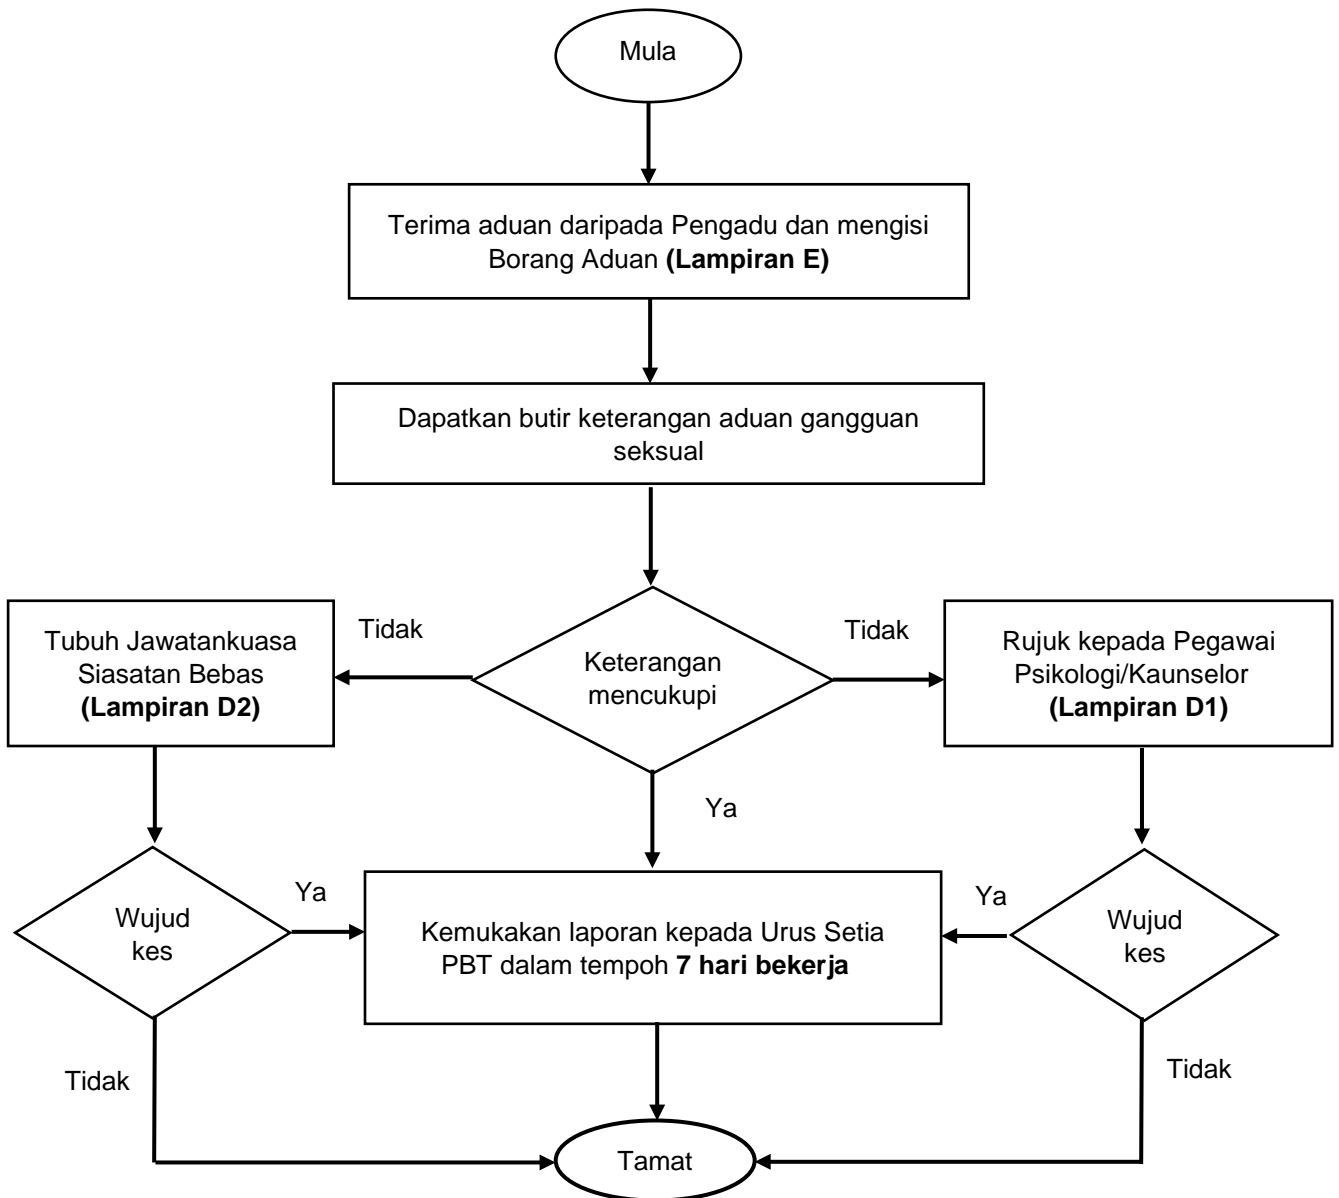 Mula
Terima aduan daripada Pengadu dan mengisi
Borang Aduan (Lampiran E)
Dapatkan butir keterangan aduan gangguan
seksual
Keterangan
mencukupi
Tidak
Tidak
Ya
Tubuh Jawatankuasa
Siasatan Bebas
(Lampiran D2)
Rujuk kepada Pegawai
Psikologi/Kaunselor
(Lampiran D1)
Wujud
kes
Ya
Kemukakan laporan kepada Urus Setia
PBT dalam tempoh 7 hari bekerja
Ya
Wujud
kes
Tidak
Tidak
Tamat